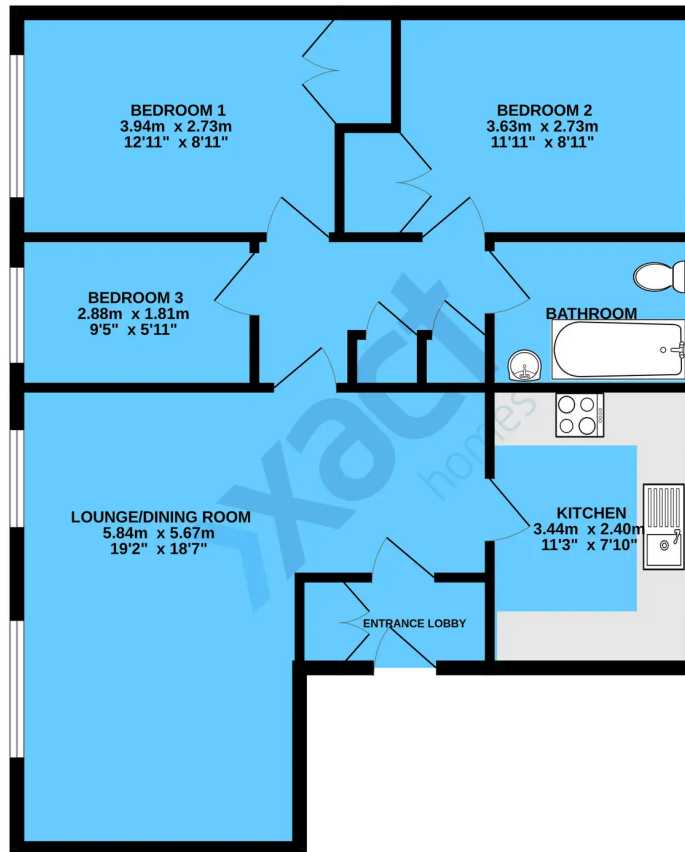 BEDROOM 1
3.94m x 2.73m
12'11" x 8'11"
BEDROOM 2
3.63m x 2.73m
11'11" x 8'11"
BEDROOM 3
2.88m x 1.81m
9'5" x 5'11"
BATHROOM
xact
homes
LOUNGE/DINING ROOM
5.84m x 5.67m
19'2" x 18'7"
KITCHEN
3.44m x 2.40m
11'3" x 7'10"
ENTRANCE LOBBY